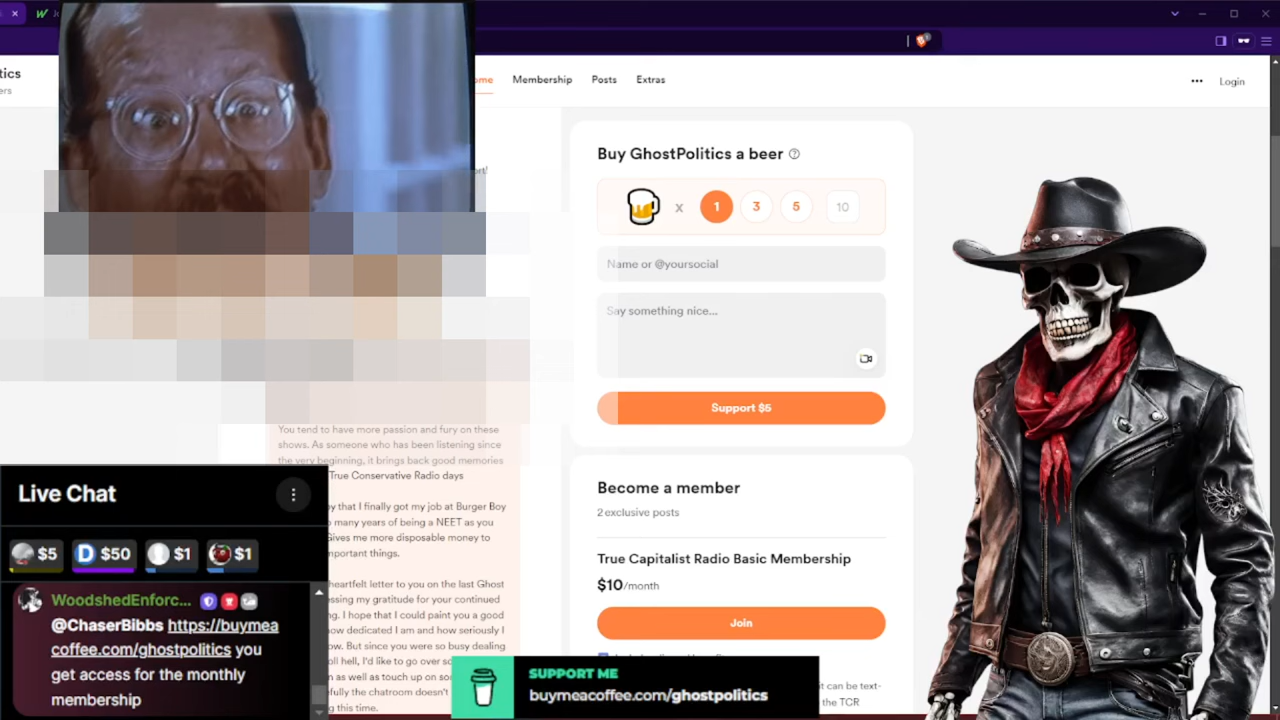 tics
ers
ome
Membership
Posts
Extras
Login
rt!
Buy GhostPolitics a beer
x
1
3
5
10
Name or @yoursocial
Say something nice...
Support $5
You tend to have more passion and fury on these
shows. As someone who has been listening since
the very beginning, it brings back good memories
True Conservative Radio days
y that I finally got my job at Burger Boy
many years of being a NEET as you
Gives me more disposable money to
mportant things.
heartfelt letter to you on the last Ghost
essing my gratitude for your continued
ng. I hope that I could paint you a good
how dedicated I am and how seriously I
ow. But since you were so busy dealing
oll hell, I'd like to go over so
n as well as touch up on so
efully the chatroom doesn't
g this time.
Become a member
2 exclusive posts
True Capitalist Radio Basic Membership
$10/month
Join
t can be text-
the TCR
Live Chat
$5
D $50
$1
$1
WoodshedEnforc...
@ChaserBibbs https://buymea
coffee.com/ghostpolitics you
get access for the monthly
membership
SUPPORT ME
buymeacoffee.com/ghostpolitics